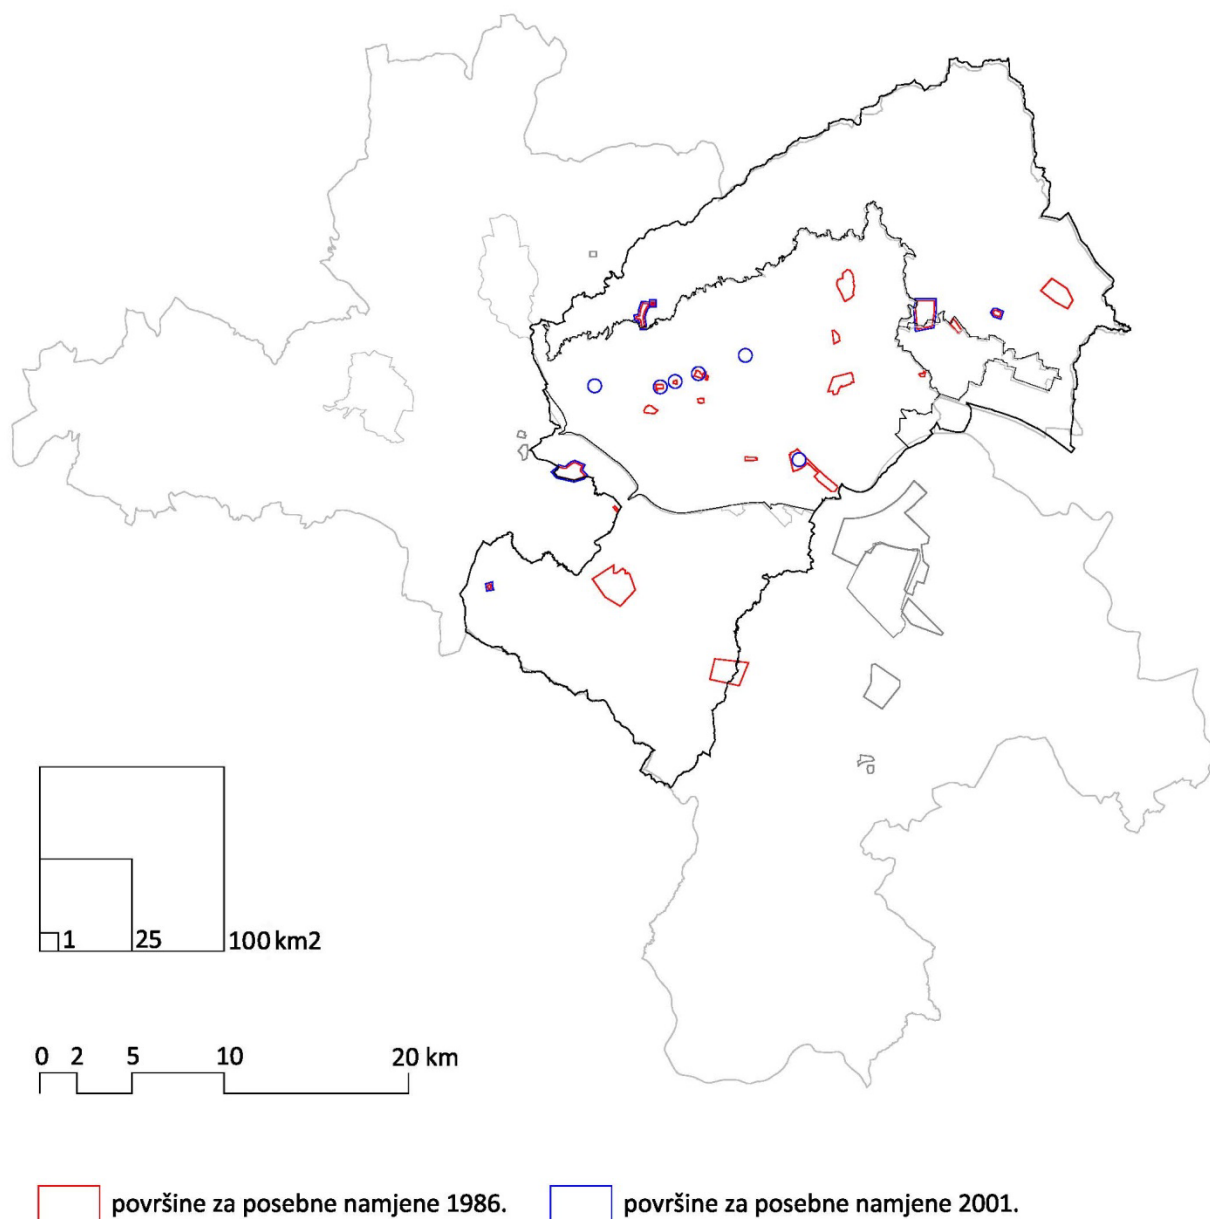 1 25 100 km2
0 2 5 10 20 km
površine za posebne namjene 1986. površine za posebne namjene 2001.